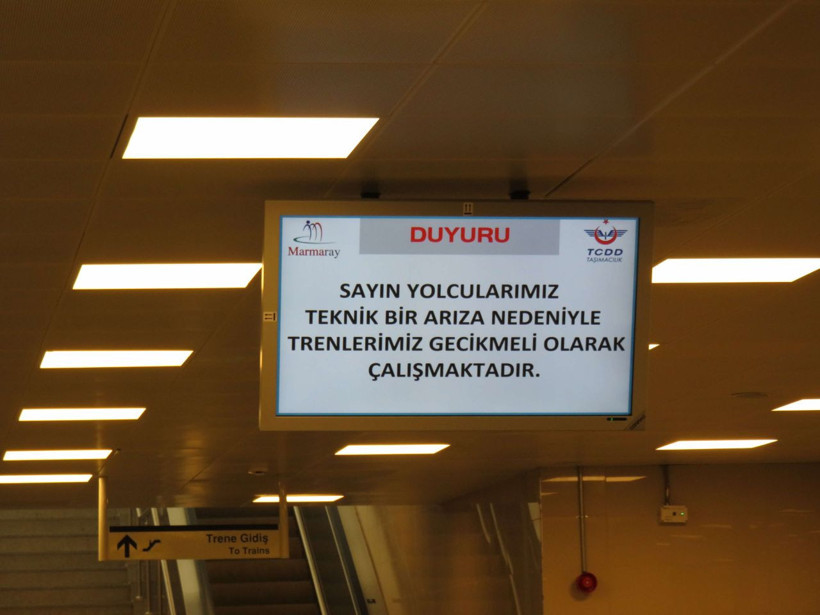 Marmaray
DUYURU
TCDD
TAŞIMACILIK
SAYIN YOLCULARIMIZ
TEKNİK BİR ARIZA NEDENİYLE
TRENLERİMİZ GECİKMELİ OLARAK
ÇALIŞMAKTADIR.
Trene Gidiş
To Trains